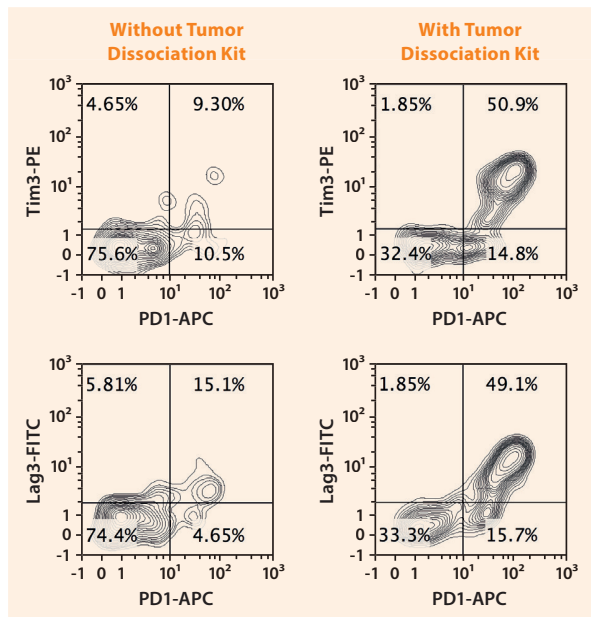 Without Tumor
Dissociation Kit
With Tumor
Dissociation Kit
10³
4.65%
9.30%
10²
Tim3-PE
10¹
1
0
75.6%
10.5%
-1
-1 0 1 10¹ 10² 10³
PD1-APC
10³
1.85%
50.9%
10²
Tim3-PE
10¹
1
0
32.4%
14.8%
-1
-1 0 1 10¹ 10² 10³
PD1-APC
10³
5.81%
15.1%
10²
Lag3-FITC
10¹
1
0
74.4%
4.65%
-1
-1 0 1 10¹ 10² 10³
PD1-APC
10³
1.85%
49.1%
10²
Lag3-FITC
10¹
1
0
33.3%
15.7%
-1
-1 0 1 10¹ 10² 10³
PD1-APC